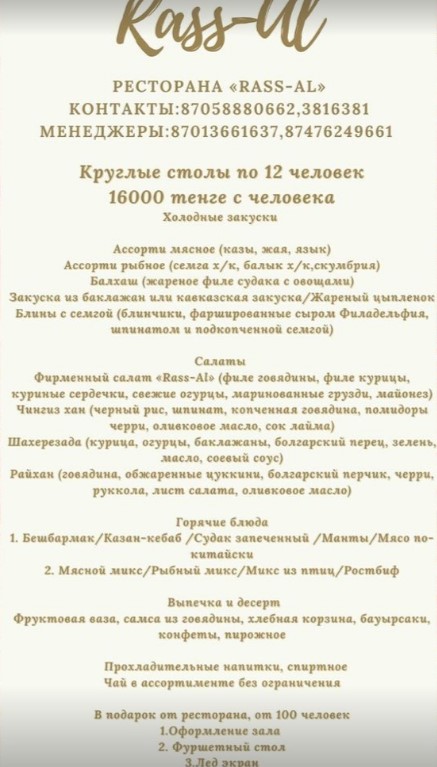 Rass-Al
РЕСТОРАНА «RASS-AL»
КОНТАКТЫ:87058880662,3816381
МЕНЕДЖЕРЫ:87013661637,87476249661
Круглые столы по 12 человек
16000 тенге с человека
Холодные закуски
Ассорти мясное (казы, жая, язык)
Ассорти рыбное (семга х/к, балык х/к,скумбрия)
Балхаш (жареное филе судака с овощами)
Закуска из баклажан или кавказская закуска/Жареный цыпленок
Блины с семгой (блинчики, фаршированные сыром Филадельфия,
шпинатом и подкопченной семгой)
Салаты
Фирменный салат «Rass-Al» (филе говядины, филе курицы,
куриные сердечки, свежие огурцы, маринованные грузди, майонез)
Чингиз хан (черный рис, шпинат, копченная говядина, помидоры
черри, оливковое масло, сок лайма)
Шахерезада (курица, огурцы, баклажаны, болгарский перец, зелень,
масло, соевый соус)
Райхан (говядина, обжаренные цуккини, болгарский перчик, черри,
руккола, лист салата, оливковое масло)
Горячие блюда
1. Бешбармак/Казан-кебаб /Судак запеченный /Манты/Мясо по-
китайски
2. Мясной микс/Рыбный микс/Микс из птиц/Ростбиф
Выпечка и десерт
Фруктовая ваза, самса из говядины, хлебная корзина, бауырсаки,
конфеты, пирожное
Прохладительные напитки, спиртное
Чай в ассортименте без ограничения
В подарок от ресторана, от 100 человек
1.Оформление зала
2. Фуршетный стол
3.Лед экран